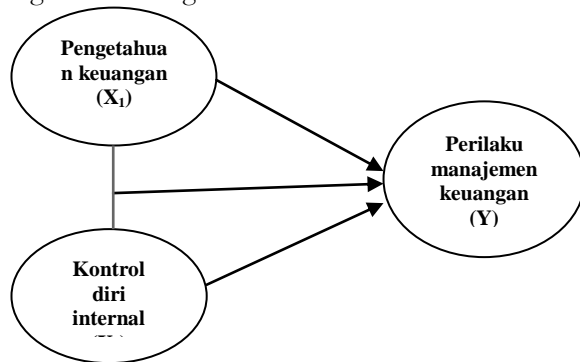 Pengetahua
n keuangan
(X₁)
Perilaku
manajemen
keuangan
(Y)
Kontrol
diri
internal